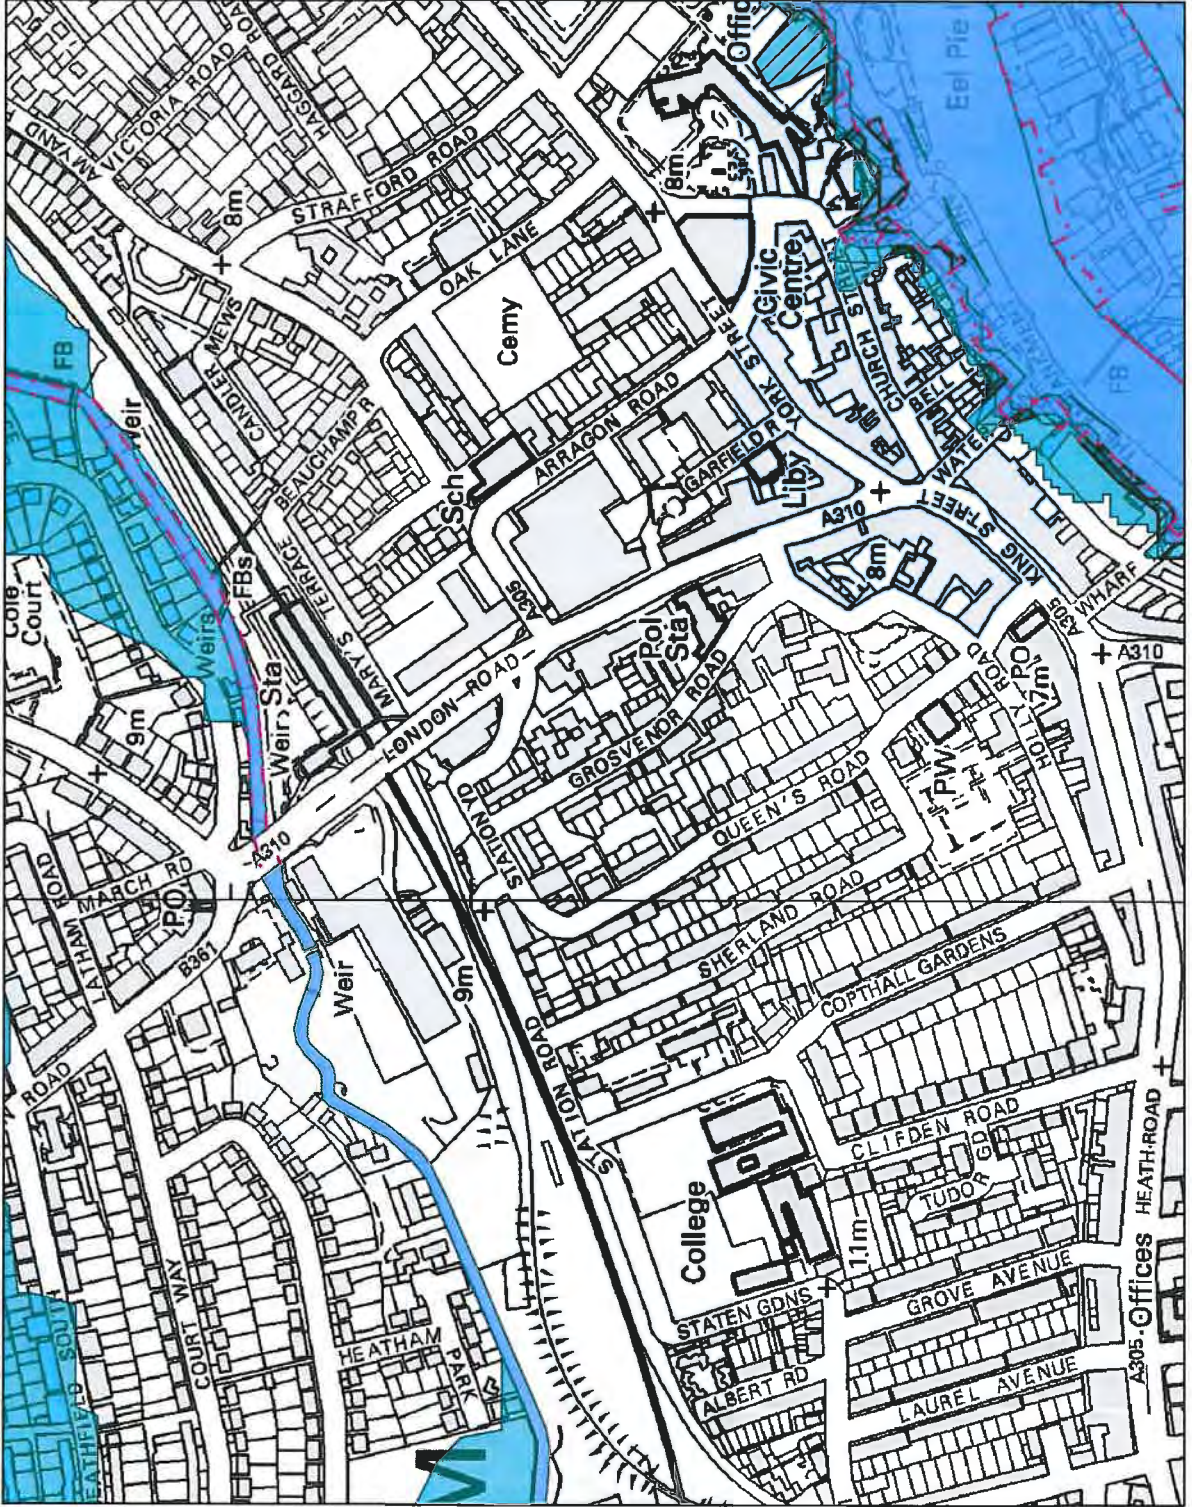 AMYAND
VICTORIA ROAD
HAGGARD
STRAFFORD ROAD
8m
OAK LANE
Cemy
8m
Eel Pie
Civic
Centre
CHURCH ST
YORK STREET
GARFIELD R
Liby
ARRAGON ROAD
Sch
CANDLER MEWS
BEAUCHAMP R
FB
Weir
Weirs
FBs
MARY'S TERRACE
Sta
Weir
Cole
Court
9m
A305
LONDON ROAD
Pol
Sta
GROSVENOR ROAD
STATION YD
QUEEN'S ROAD
A310
8m
KING STREET
WATER
FB
WHARF
A305
A310
PO
7m
HOLLY ROAD
PW
A310
LATHAM ROAD
MARCH RD
PO
B361
ROAD
Weir
9m
STATION ROAD
SHERLAND ROAD
COPTHALL GARDENS
CLIFDEN ROAD
TUDOR GD
College
11m
STATEN GDNS
ALBERT RD
GROVE AVENUE
LAUREL AVENUE
A305
Offices
HEATH ROAD
COURT WAY
HEATHAM
PARK